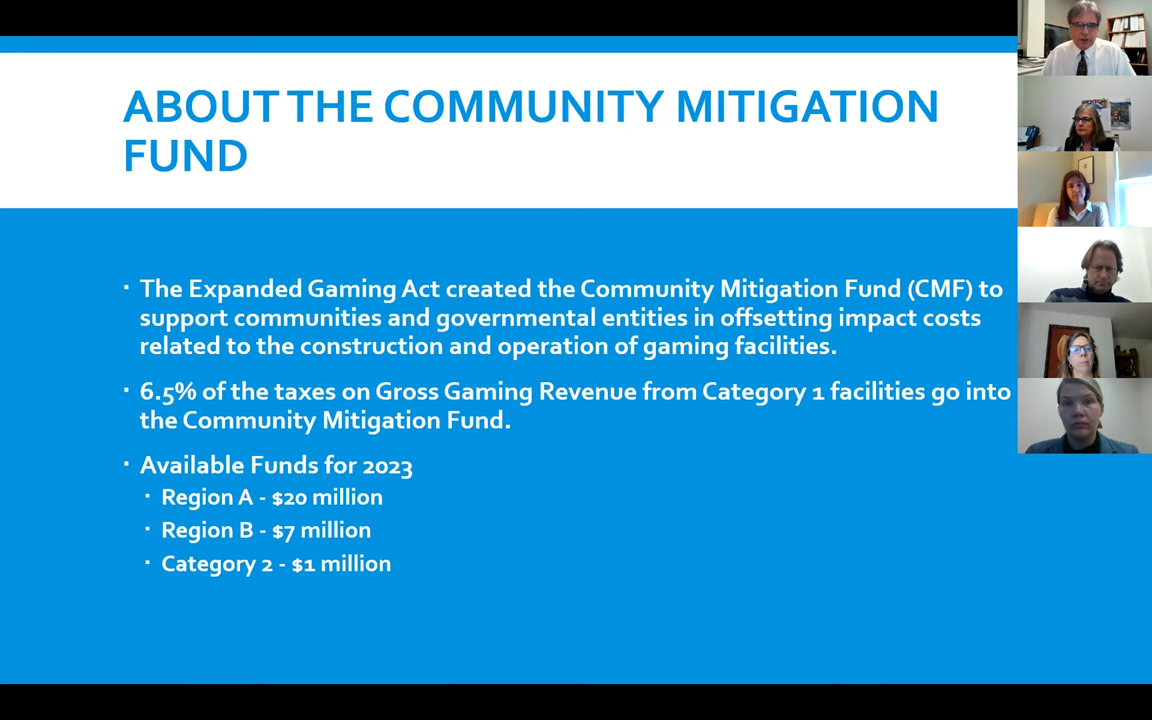 ABOUT THE COMMUNITY MITIGATION
FUND
▪ The Expanded Gaming Act created the Community Mitigation Fund (CMF) to
support communities and governmental entities in offsetting impact costs
related to the construction and operation of gaming facilities.
▪ 6.5% of the taxes on Gross Gaming Revenue from Category 1 facilities go into
the Community Mitigation Fund.
▪ Available Funds for 2023
▪ Region A - $20 million
▪ Region B - $7 million
▪ Category 2 - $1 million